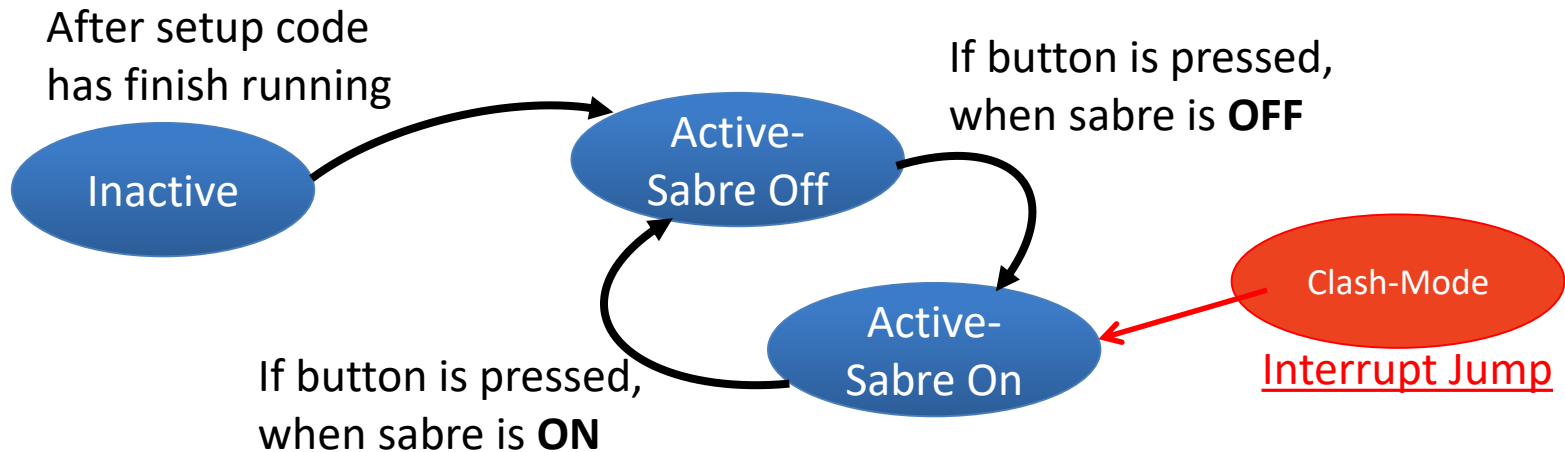 After setup code
has finish running
Inactive
Active-
Sabre Off
If button is pressed,
when sabre is OFF
Active-
Sabre On
If button is pressed,
when sabre is ON
Clash-Mode
Interrupt Jump